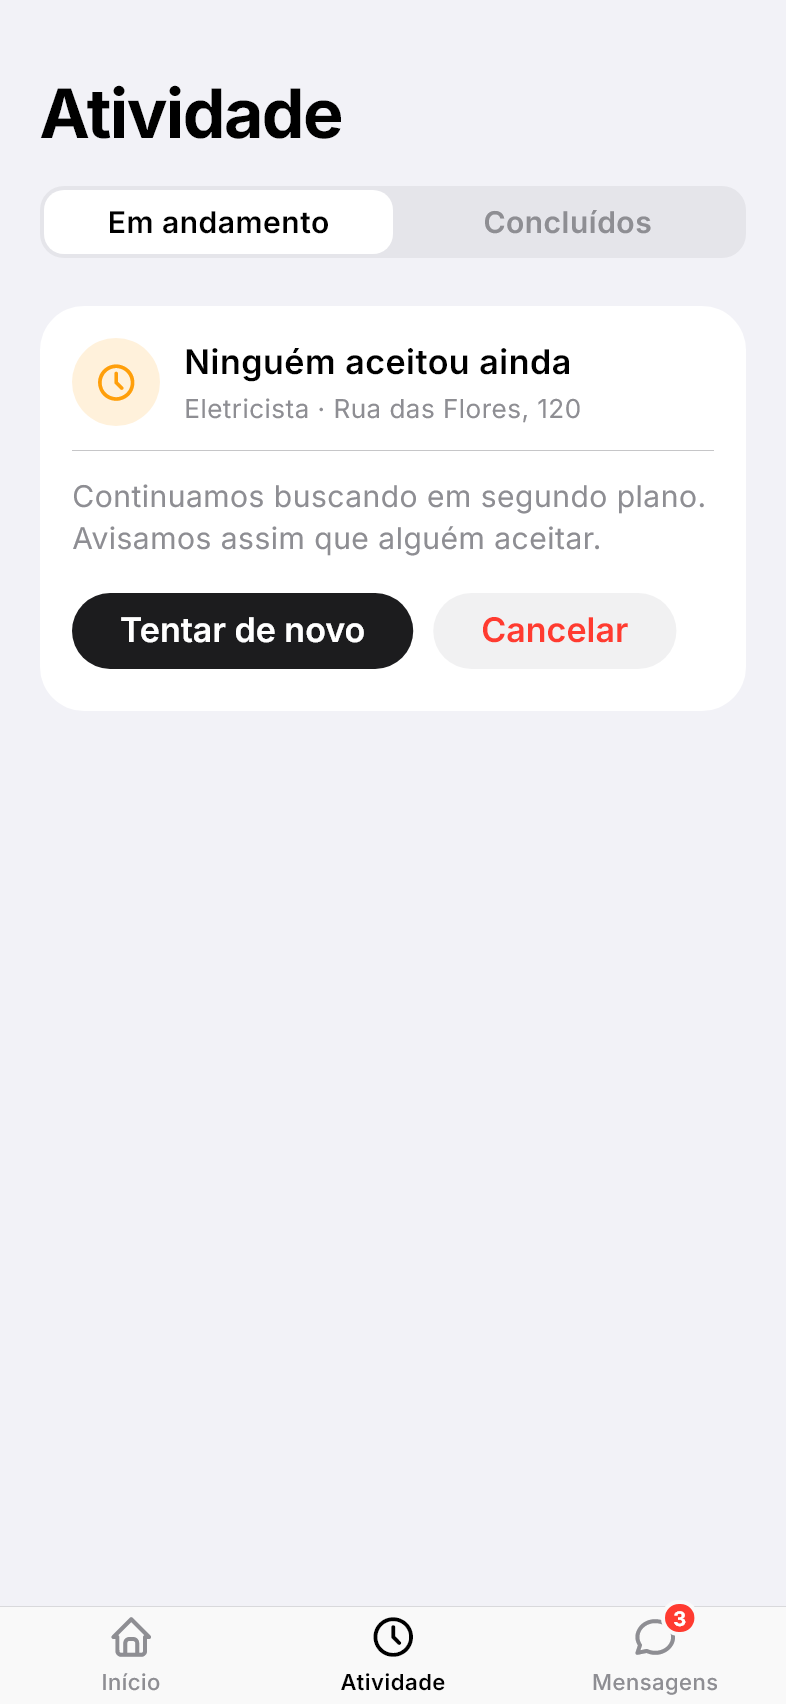 Atividade
Em andamento
Concluídos
Ninguém aceitou ainda
Eletricista · Rua das Flores, 120
Continuamos buscando em segundo plano.
Avisamos assim que alguém aceitar.
Tentar de novo
Cancelar
3
Início
Atividade
Mensagens